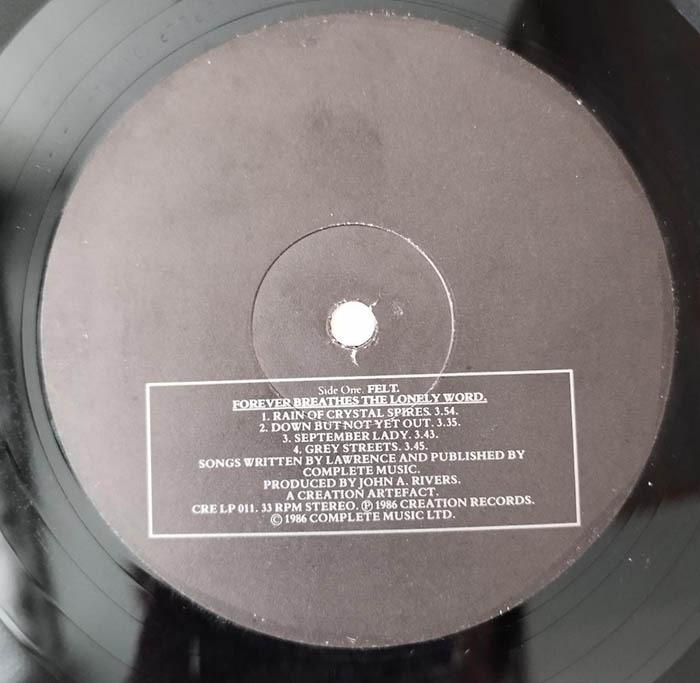 Side One. FELT.
FOREVER BREATHES THE LONELY WORD.
1. RAIN OF CRYSTAL SPIRES. 3.54.
2. DOWN BUT NOT YET OUT. 3.35.
3. SEPTEMBER LADY. 3.43.
4. GREY STREETS. 3.45.
SONGS WRITTEN BY LAWRENCE AND PUBLISHED BY
COMPLETE MUSIC.
PRODUCED BY JOHN A. RIVERS.
A CREATION ARTEFACT.
CRE LP 011. 33 RPM STEREO. ℗ 1986 CREATION RECORDS.
© 1986 COMPLETE MUSIC LTD.